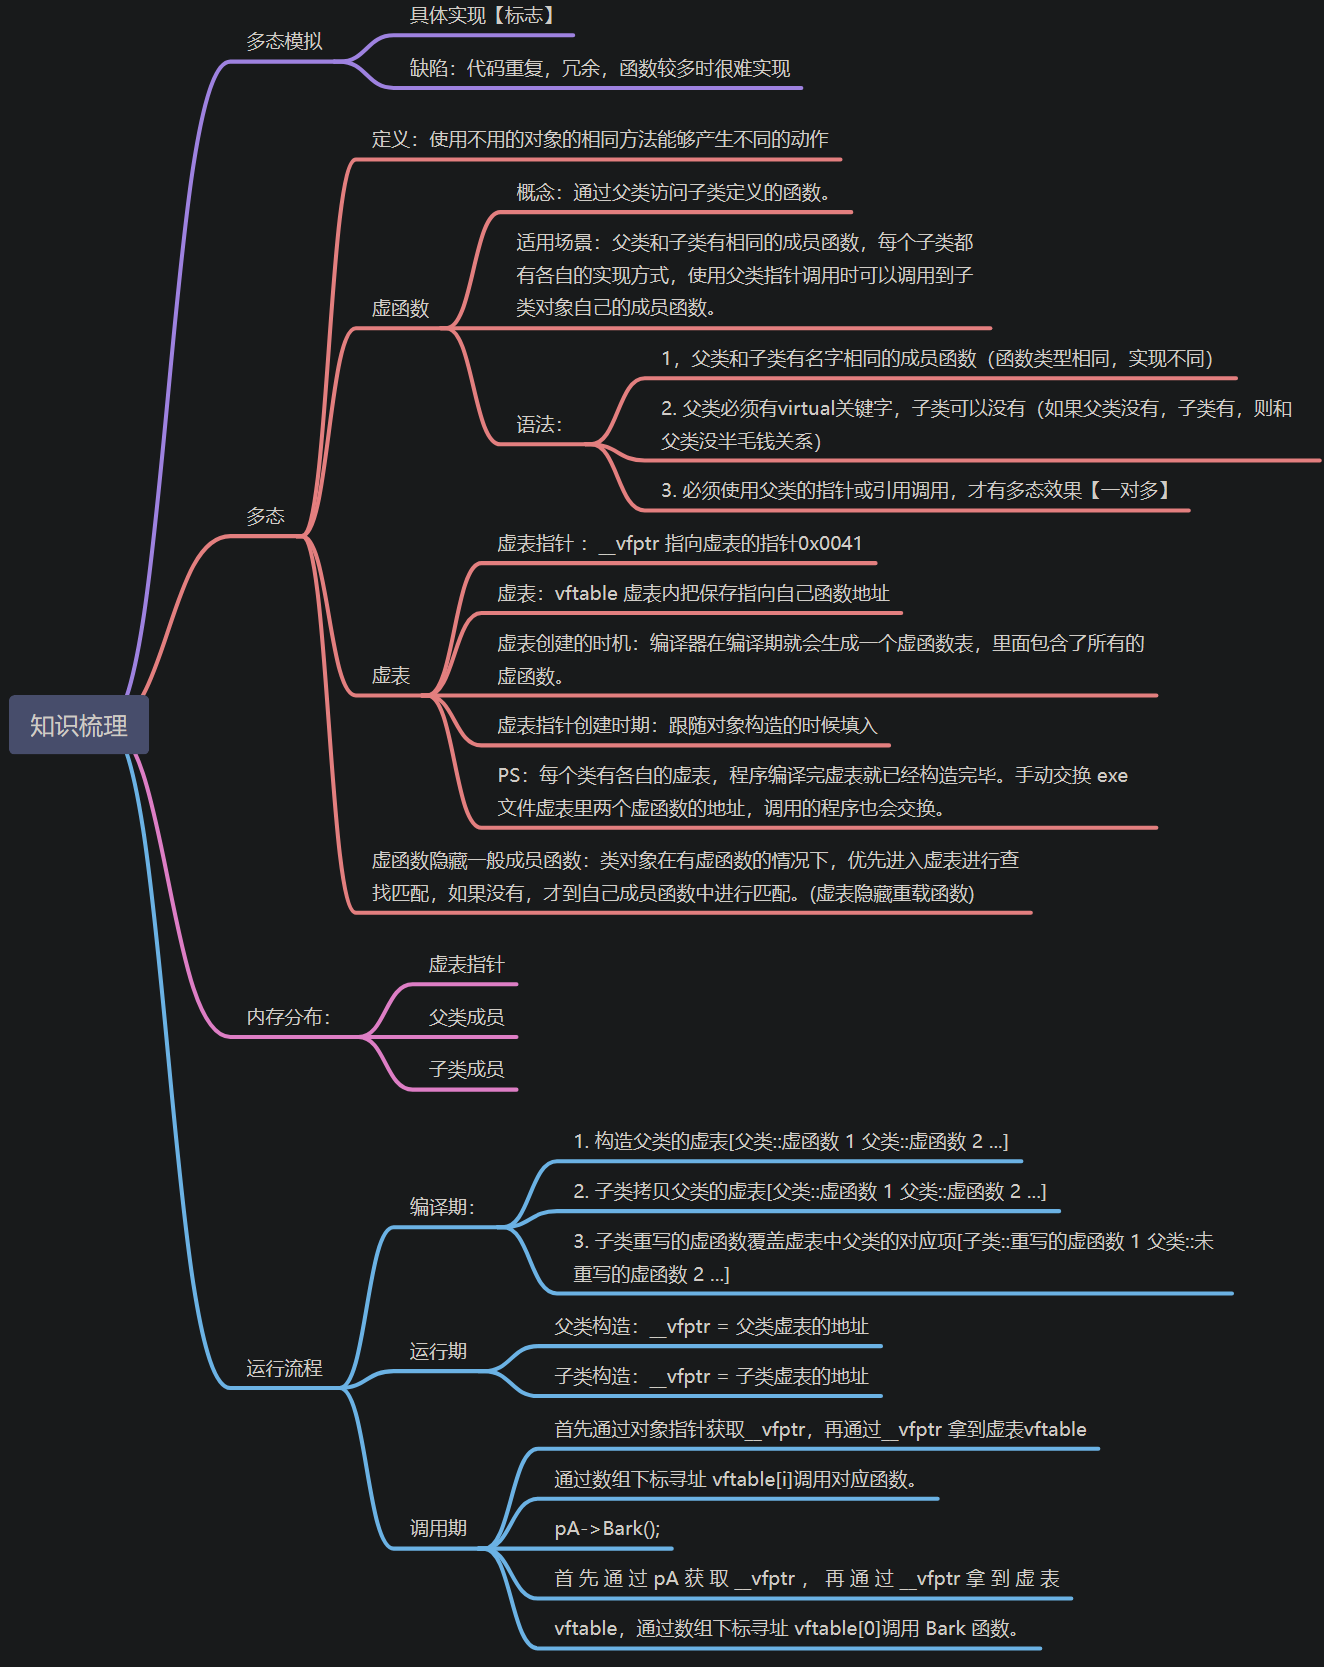 具体实现【标志】
多态模拟
缺陷：代码重复，冗余，函数较多时很难实现
定义：使用不用的对象的相同方法能够产生不同的动作
概念：通过父类访问子类定义的函数。
适用场景：父类和子类有相同的成员函数，每个子类都
有各自的实现方式，使用父类指针调用时可以调用到子
类对象自己的成员函数。
虚函数
1，父类和子类有名字相同的成员函数（函数类型相同，实现不同）
2. 父类必须有virtual关键字，子类可以没有（如果父类没有，子类有，则和
父类没半毛钱关系）
语法：
3. 必须使用父类的指针或引用调用，才有多态效果【一对多】
多态
虚表指针 ：__vfptr 指向虚表的指针0x0041
虚表：vftable 虚表内把保存指向自己函数地址
虚表创建的时机：编译器在编译期就会生成一个虚函数表，里面包含了所有的
虚函数。
虚表
虚表指针创建时期：跟随对象构造的时候填入
PS：每个类有各自的虚表，程序编译完虚表就已经构造完毕。手动交换 exe
文件虚表里两个虚函数的地址，调用的程序也会交换。
知识梳理
虚函数隐藏一般成员函数：类对象在有虚函数的情况下，优先进入虚表进行查
找匹配，如果没有，才到自己成员函数中进行匹配。(虚表隐藏重载函数)
虚表指针
内存分布：
父类成员
子类成员
1. 构造父类的虚表[父类::虚函数 1 父类::虚函数 2 ...]
2. 子类拷贝父类的虚表[父类::虚函数 1 父类::虚函数 2 ...]
编译期：
3. 子类重写的虚函数覆盖虚表中父类的对应项[子类::重写的虚函数 1 父类::未
重写的虚函数 2 ...]
父类构造：__vfptr = 父类虚表的地址
运行期
子类构造：__vfptr = 子类虚表的地址
运行流程
首先通过对象指针获取__vfptr，再通过__vfptr 拿到虚表vftable
通过数组下标寻址 vftable[i]调用对应函数。
调用期
pA->Bark();
首 先 通 过 pA 获 取 __vfptr ， 再 通 过 __vfptr 拿 到 虚 表
vftable，通过数组下标寻址 vftable[0]调用 Bark 函数。